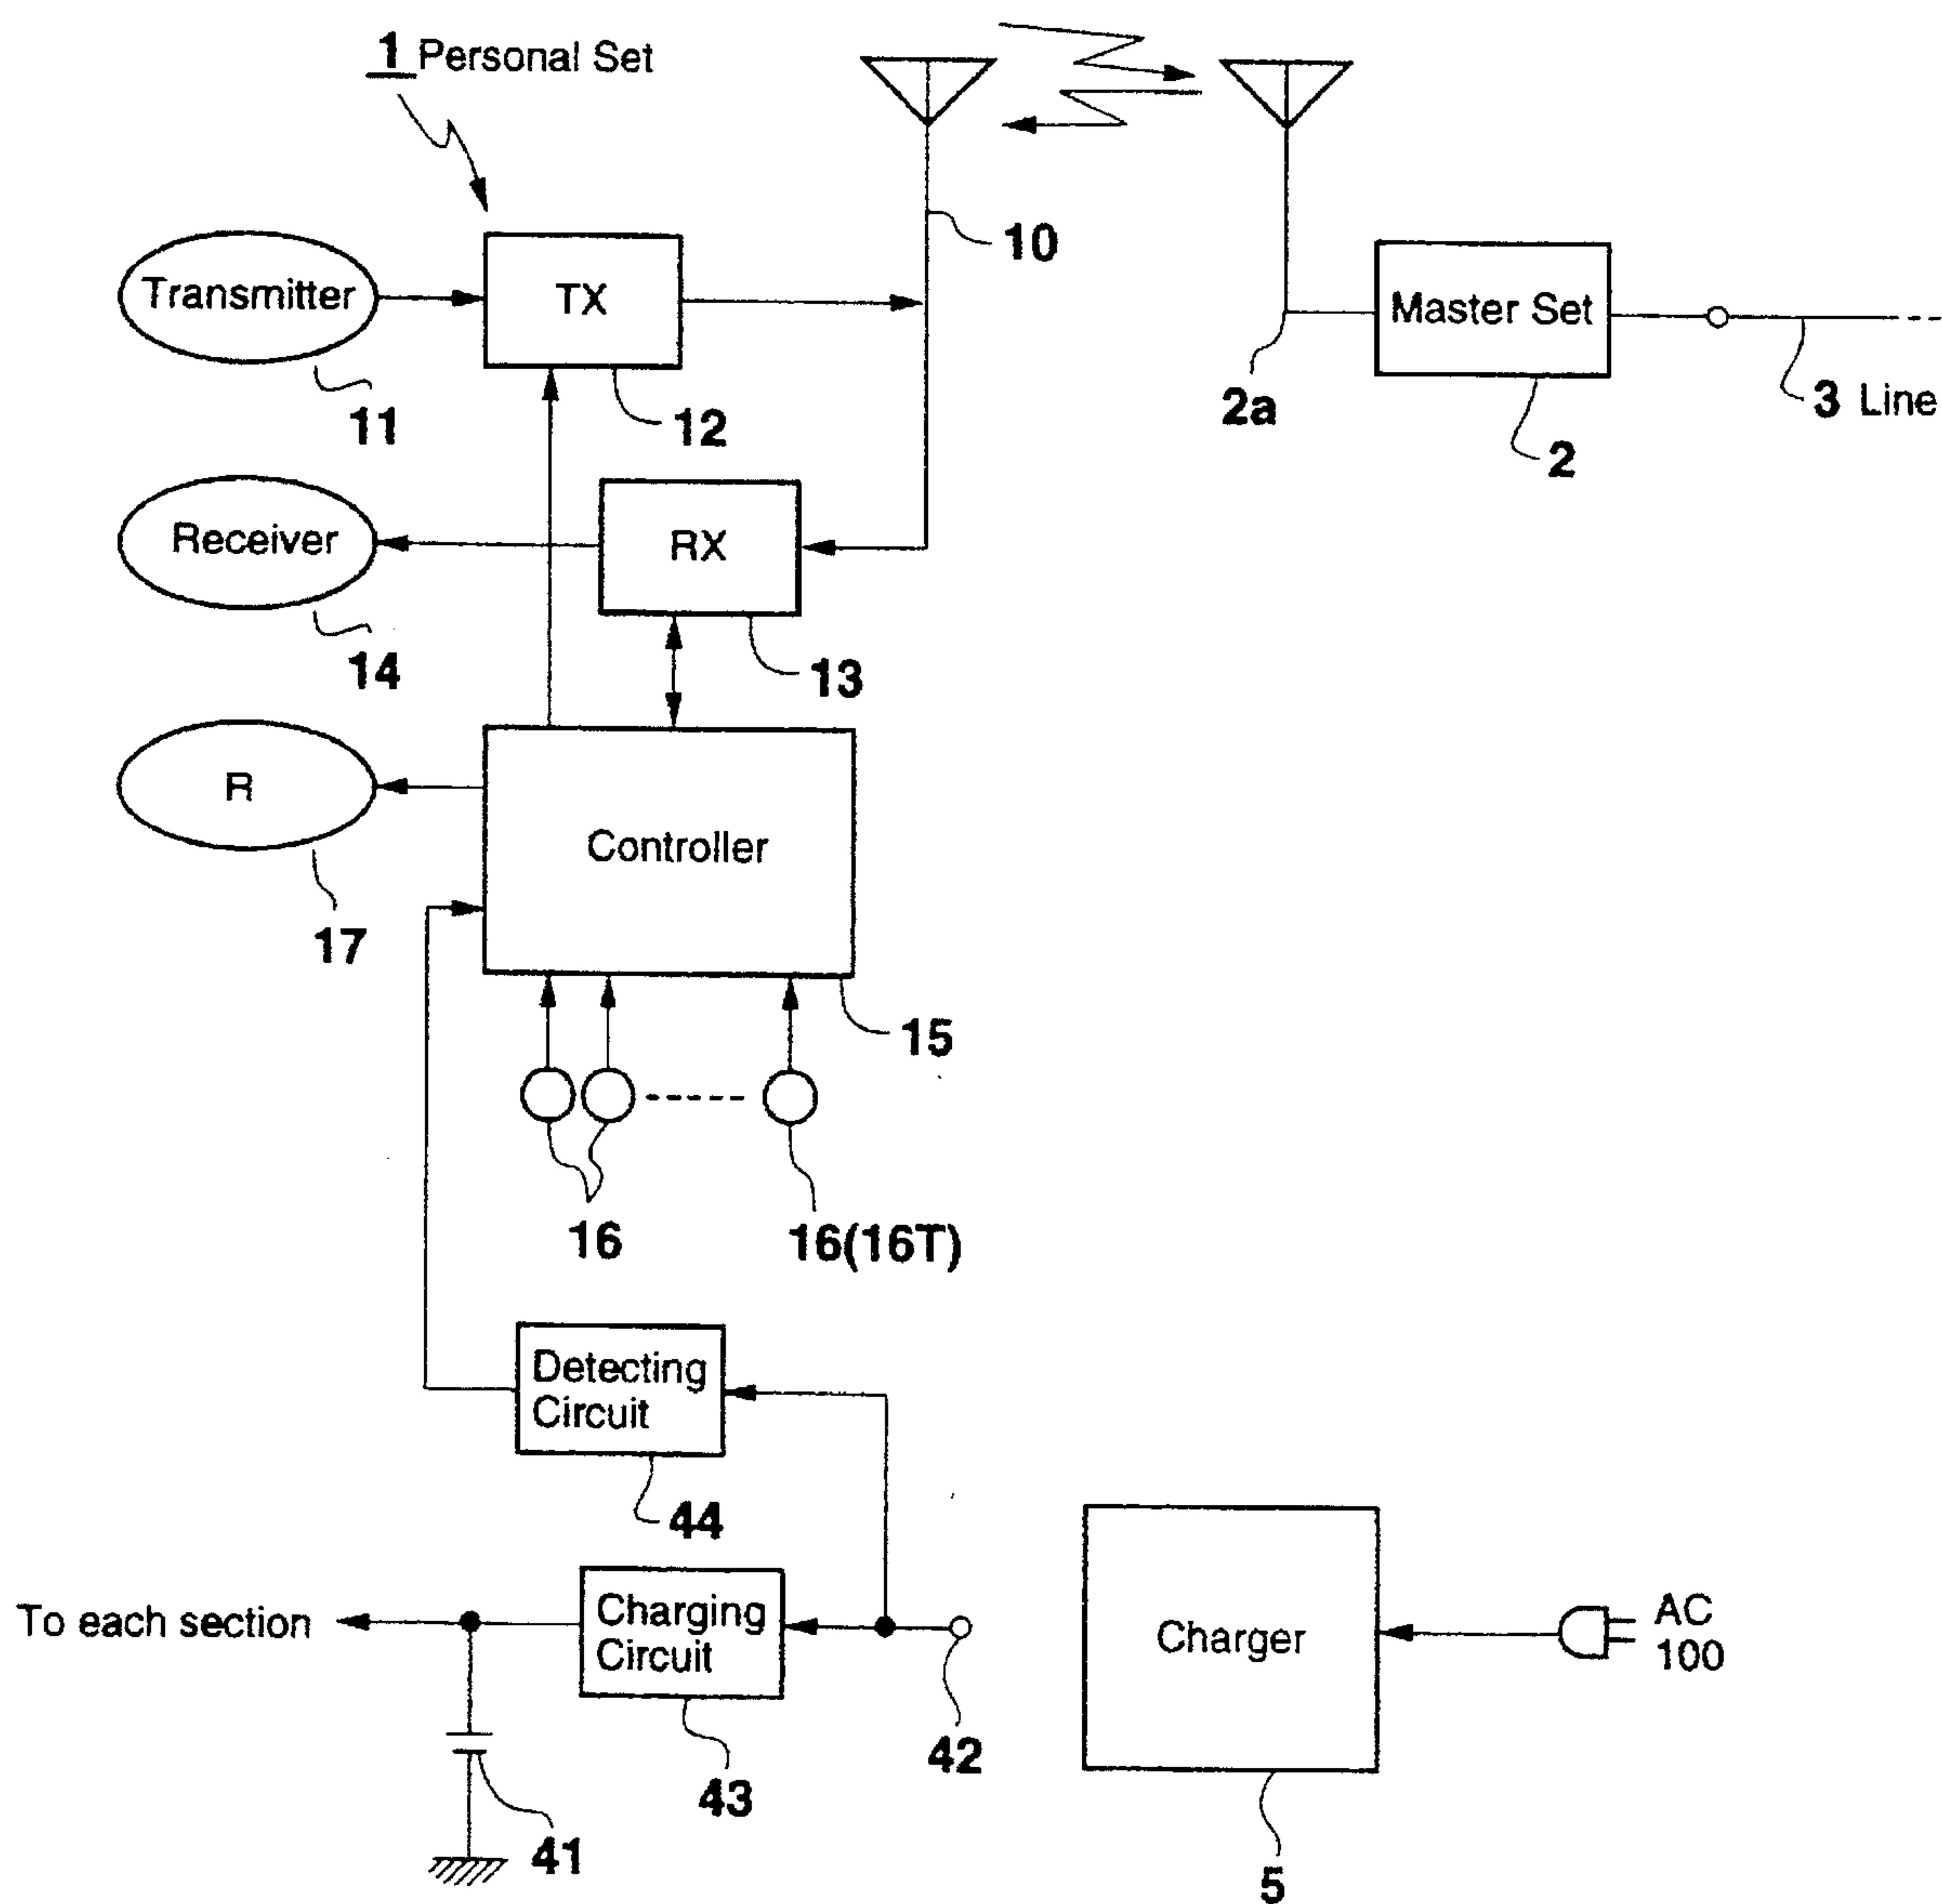 1 Personal Set
10
Transmitter
TX
Master Set
11
12
2a
3 Line
2
Receiver
RX
14
13
R
Controller
17
15
16
16(16T)
Detecting
Circuit
44
To each section
Charging
Circuit
Charger
AC
100
42
43
41
5